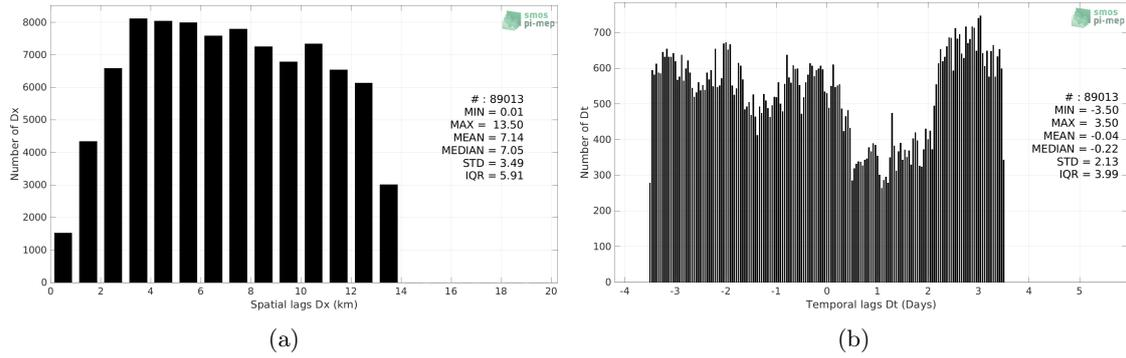 smos
pi-mep
8000
7000
6000
5000
4000
3000
2000
1000
0
Number of Dx
# : 89013
MIN = 0.01
MAX = 13.50
MEAN = 7.14
MEDIAN = 7.05
STD = 3.49
IQR = 5.91
0 2 4 6 8 10 12 14 16 18 20
Spatial lags Dx (km)
(a)
smos
pi-mep
700
600
500
400
300
200
100
0
Number of Dt
# : 89013
MIN = -3.50
MAX = 3.50
MEAN = -0.04
MEDIAN = -0.22
STD = 2.13
IQR = 3.99
-4 -3 -2 -1 0 1 2 3 4 5
Temporal lags Dt (Days)
(b)